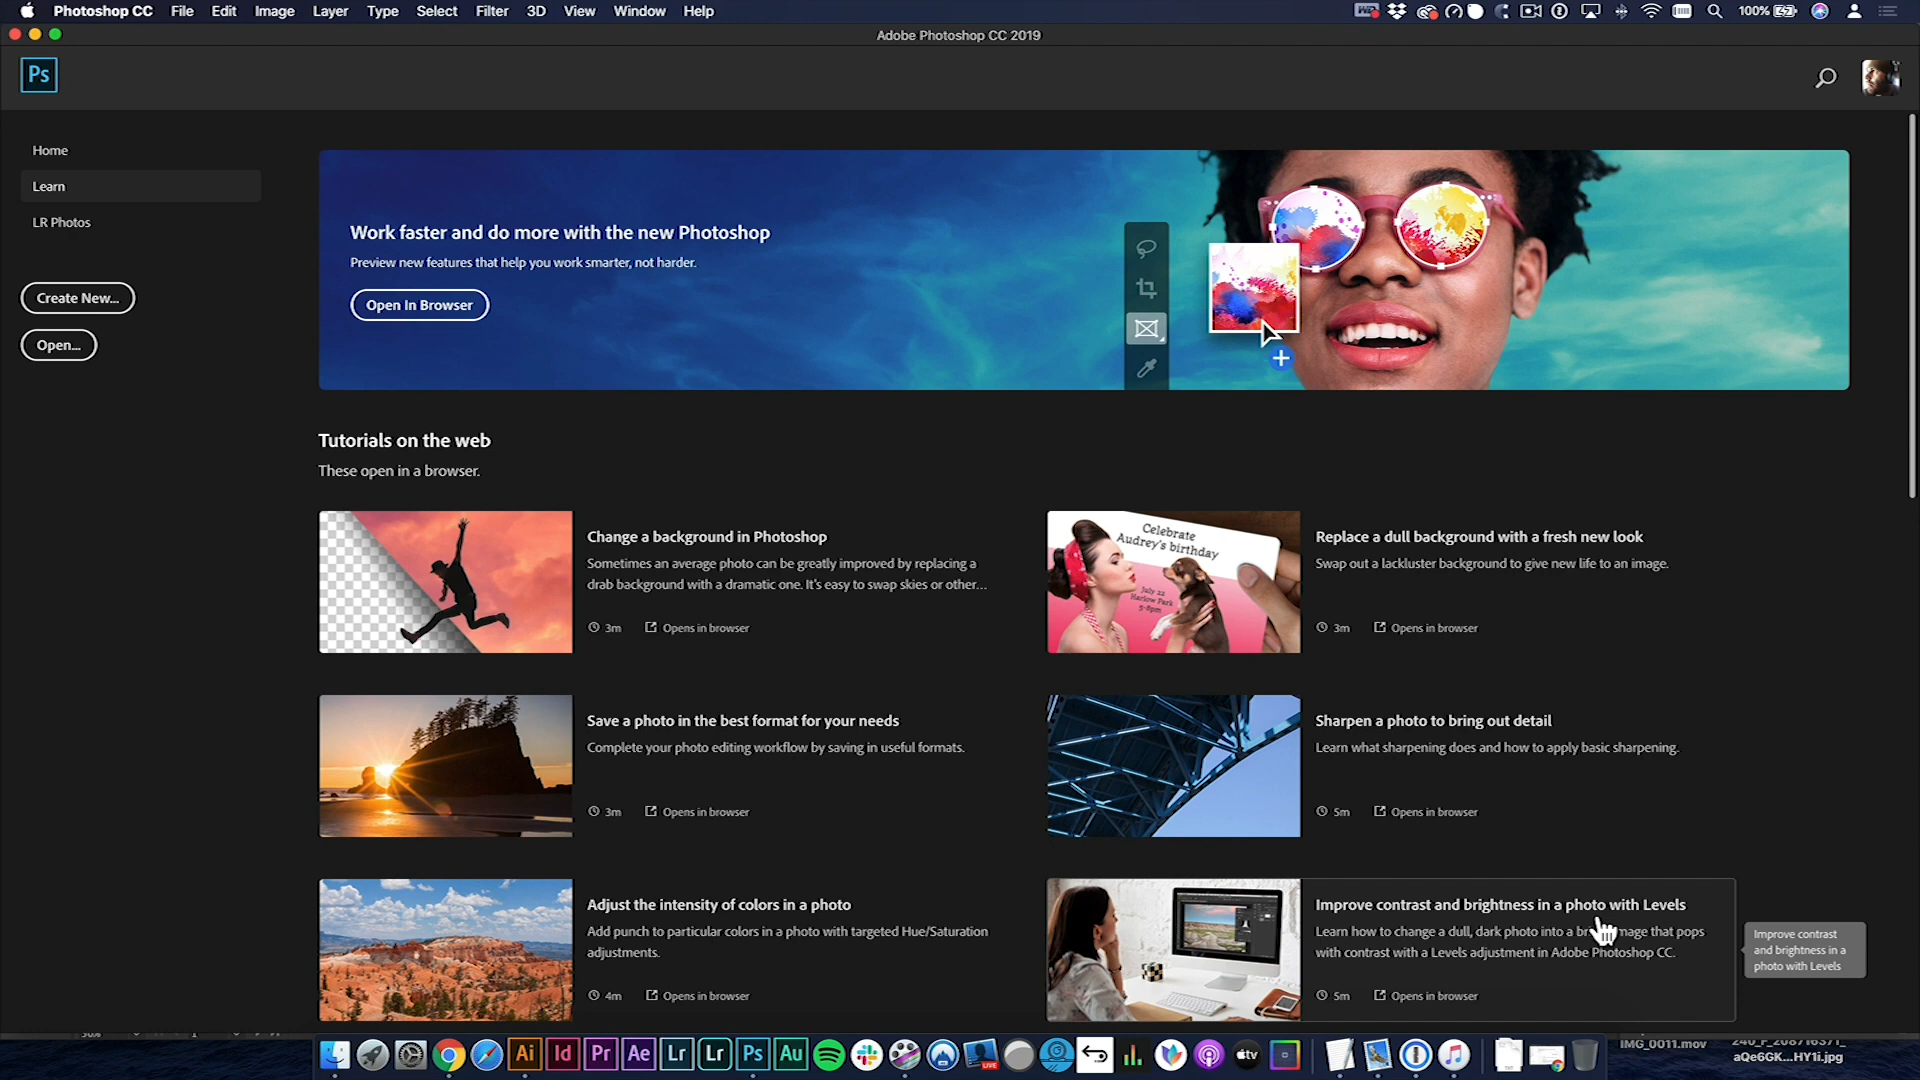 Photoshop CC File Edit Image Layer Type Select Filter 3D View Window Help 100%
Adobe Photoshop CC 2019
Ps
Home
Learn
LR Photos
Create New...
Open...
Work faster and do more with the new Photoshop
Preview new features that help you work smarter, not harder.
Open In Browser
Tutorials on the web
These open in a browser.
Change a background in Photoshop
Sometimes an average photo can be greatly improved by replacing a
drab background with a dramatic one. It's easy to swap skies or other...
3m Opens in browser
Celebrate
Audrey's birthday
July 22
Harlow Park
5-8pm
Replace a dull background with a fresh new look
Swap out a lackluster background to give new life to an image.
3m Opens in browser
Save a photo in the best format for your needs
Complete your photo editing workflow by saving in useful formats.
3m Opens in browser
Sharpen a photo to bring out detail
Learn what sharpening does and how to apply basic sharpening.
5m Opens in browser
Adjust the intensity of colors in a photo
Add punch to particular colors in a photo with targeted Hue/Saturation
adjustments.
4m Opens in browser
Improve contrast and brightness in a photo with Levels
Learn how to change a dull, dark photo into a image that pops
with contrast with a Levels adjustment in Adobe Photoshop CC.
5m Opens in browser
Improve contrast
and brightness in a
photo with Levels
Ai Id Pr Ae Lr Lr Ps Au LIVE tv
IMG_0011.mov
aQe6GK...HY1i.jpg